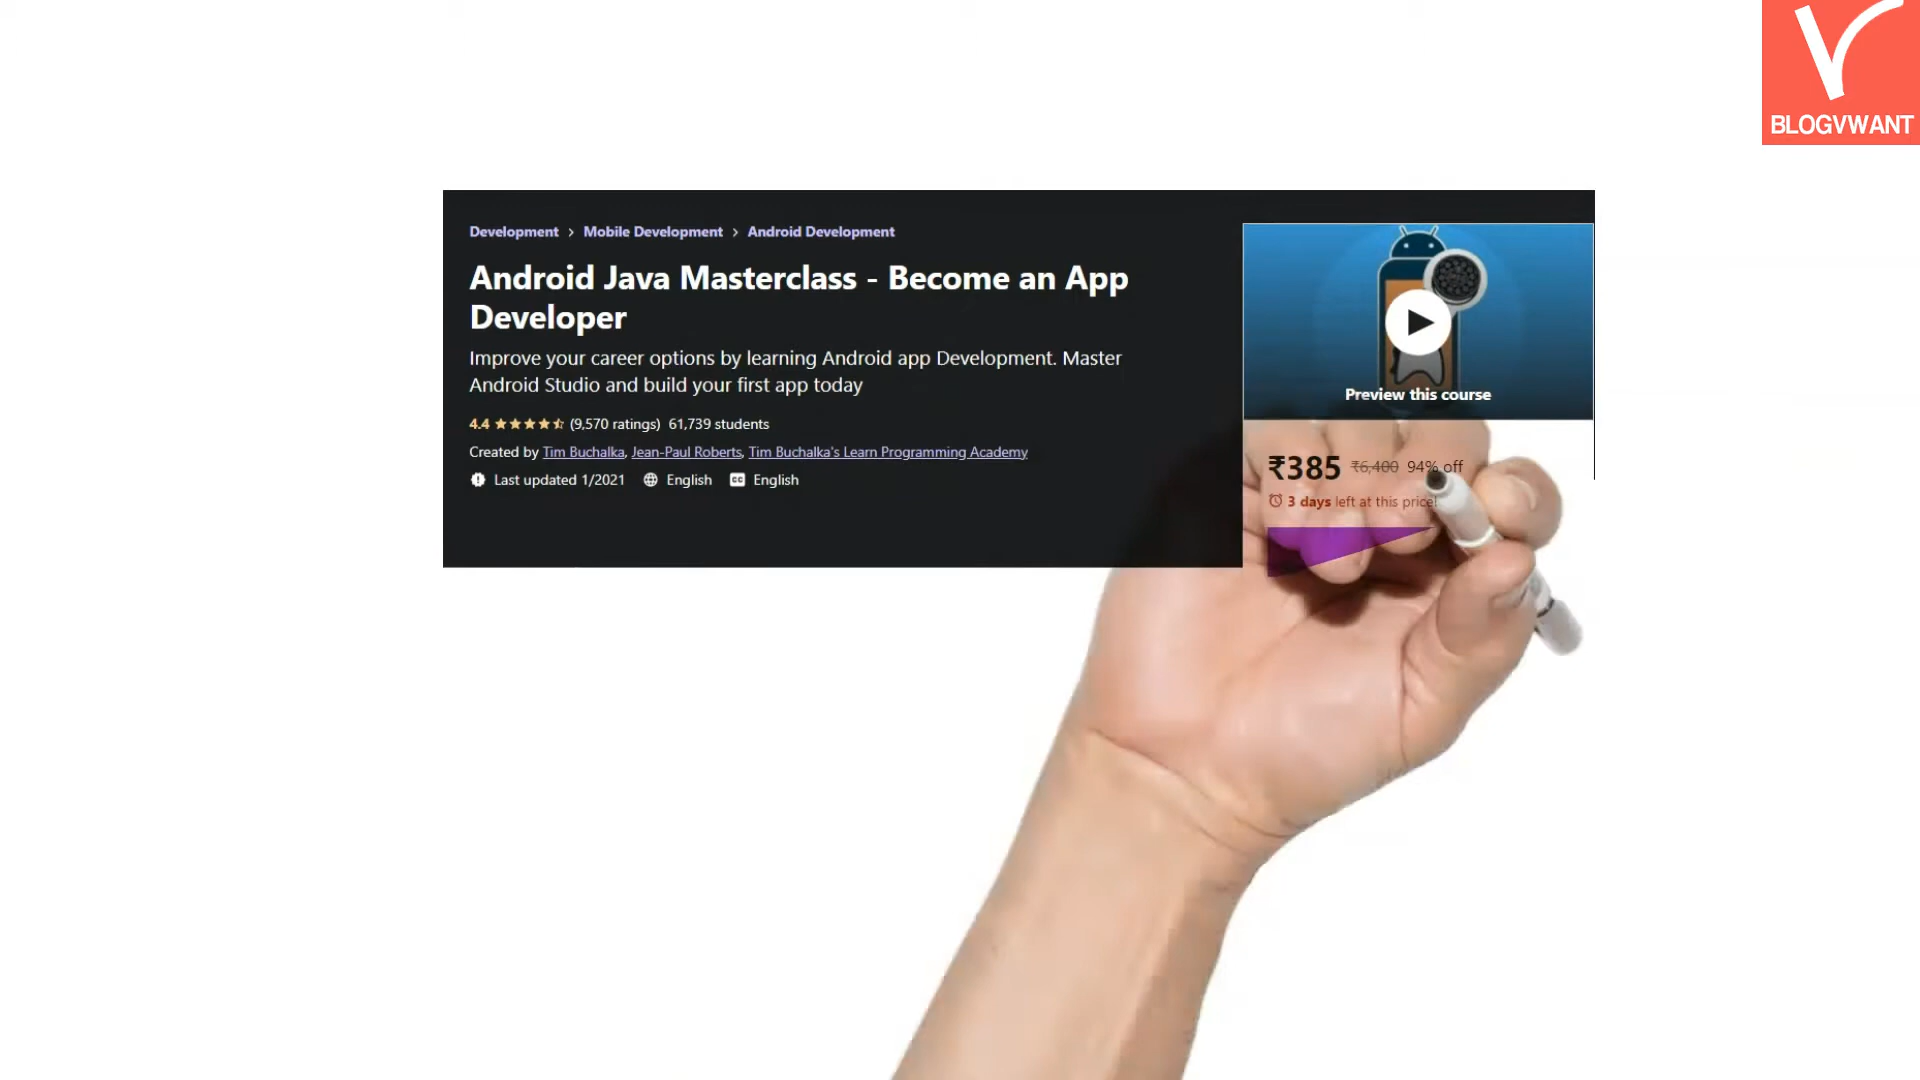 BLOGVWANT
Development > Mobile Development > Android Development
Android Java Masterclass - Become an App
Developer
Improve your career options by learning Android app Development. Master
Android Studio and build your first app today
4.4 (9,570 ratings) 61,739 students
Created by Tim Buchalka, Jean-Paul Roberts, Tim Buchalka's Learn Programming Academy
Last updated 1/2021 English CC English
Preview this course
₹385 ₹6,400 94% off
3 days left at this price!